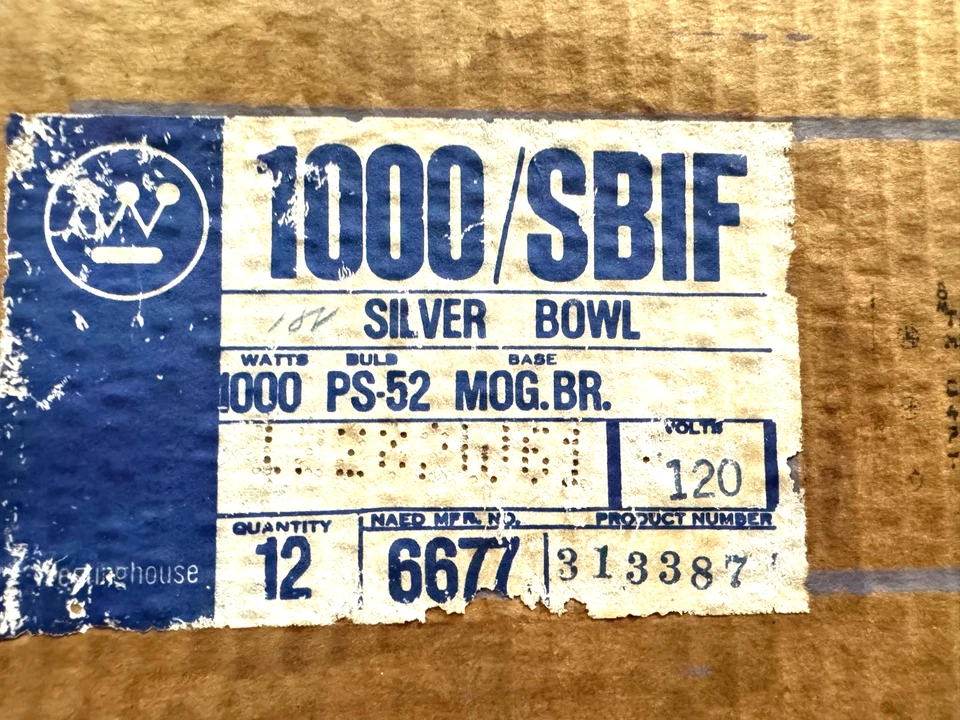 1000/SBIF
SILVER BOWL
WATTS BULB BASE
1000 PS-52 MOG.BR.
VOLTS
120
QUANTITY NAED MFR. NO. PRODUCT NUMBER
12 6677 313387
Westinghouse